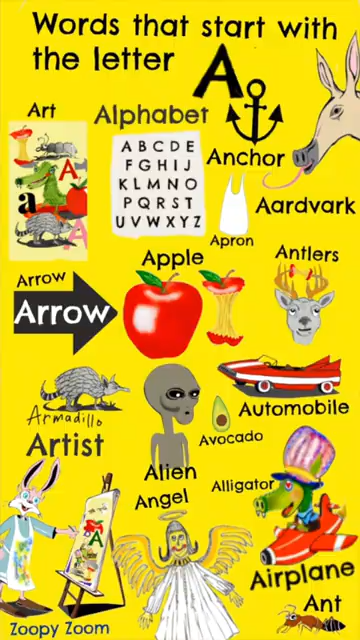 Words that start with
the letter A
Art
Alphabet
A B C D E
F G H I J
K L M N O
P Q R S T
U V W X Y Z
Anchor
Aardvark
Apron
Apple
Antlers
Arrow
Arrow
Armadillo
Artist
Alien
Avocado
Automobile
Alligator
Angel
Airplane
Ant
A
a
A
A
Zoopy Zoom